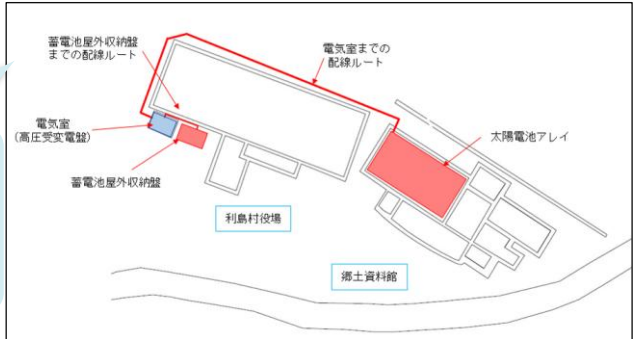 蓄電池屋外収納盤
までの配線ルート
電気室までの
配線ルート
電気室
(高圧受変電盤)
太陽電池アレイ
蓄電池屋外収納盤
利島村役場
郷土資料館